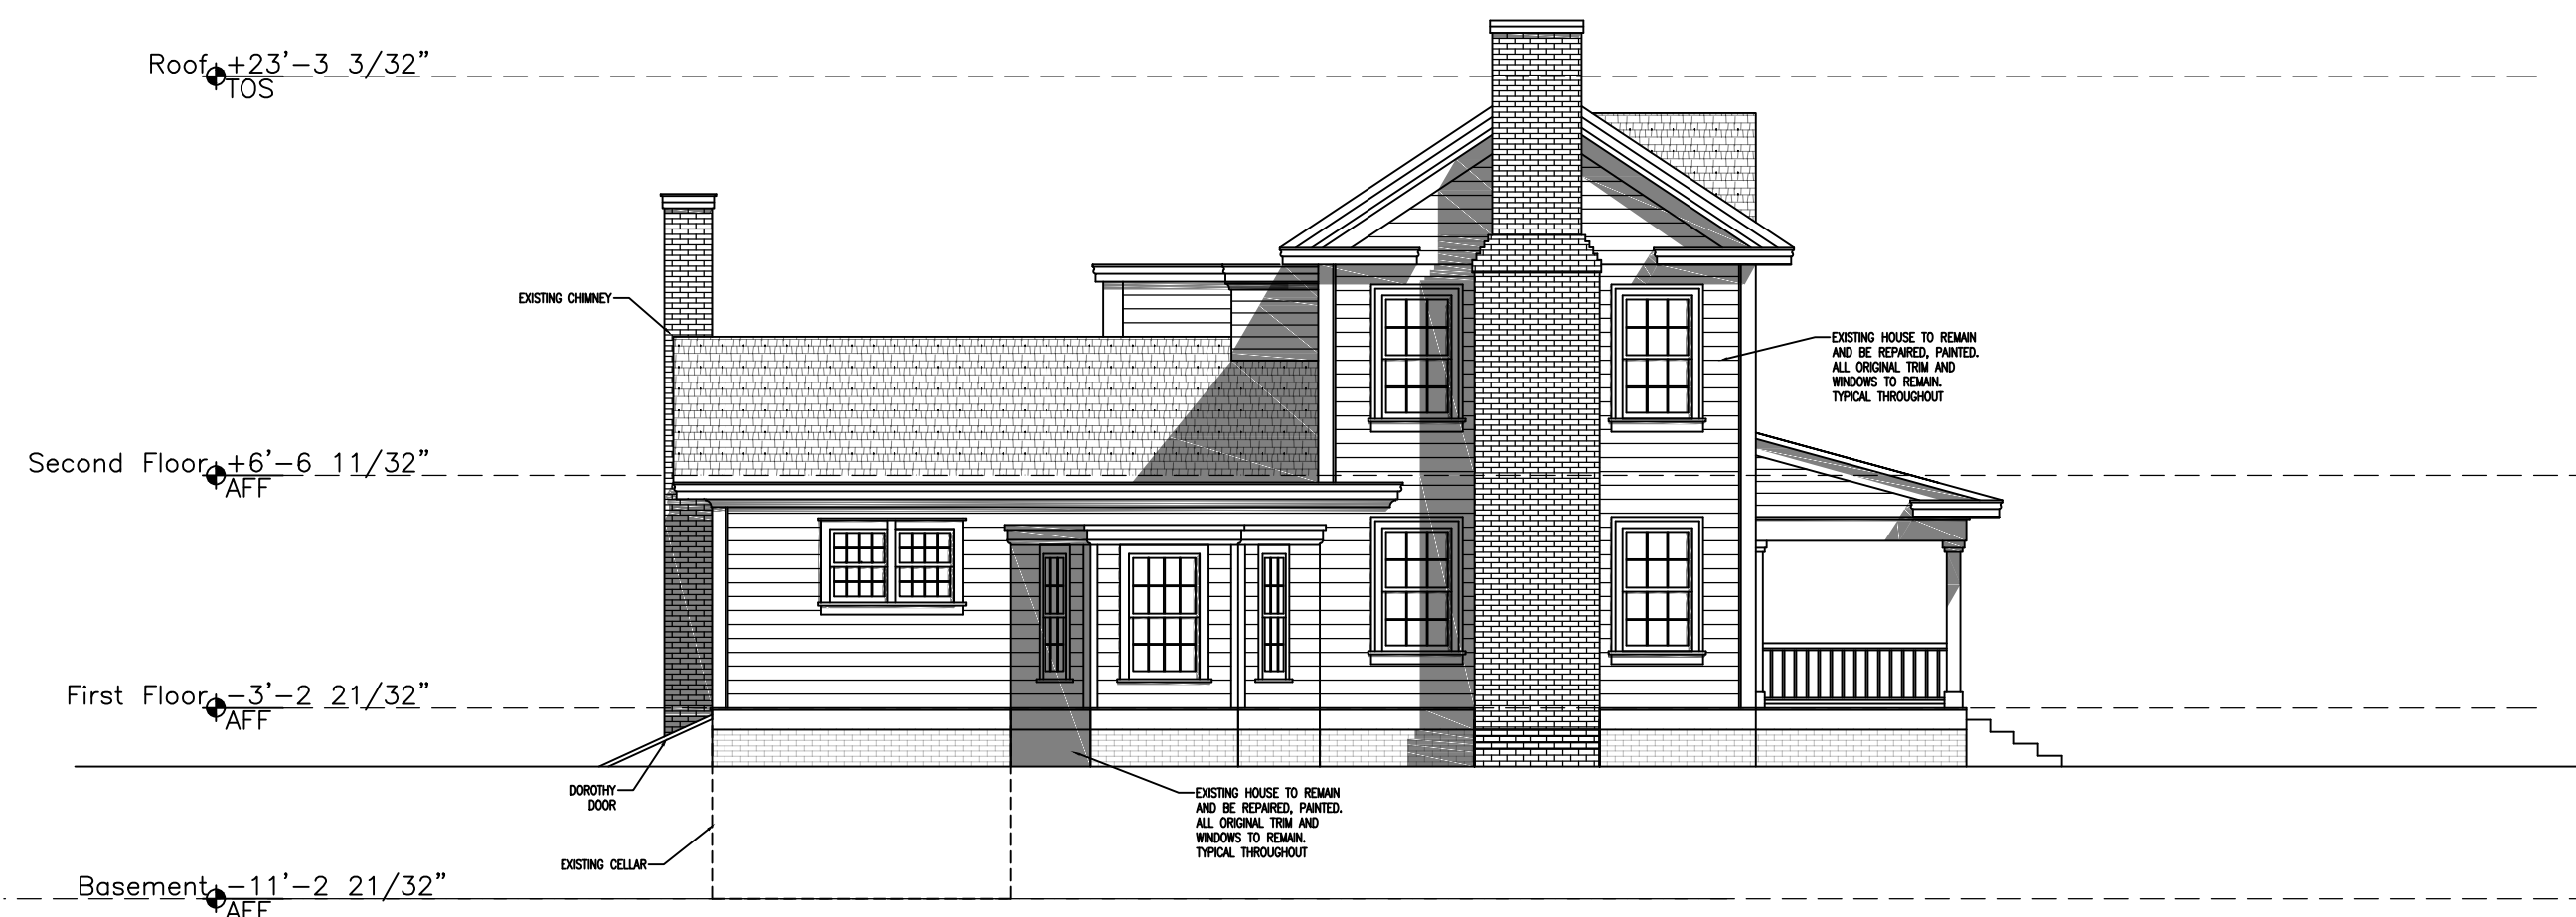 Roof +23'-3 3/32"
TOS
EXISTING CHIMNEY
EXISTING HOUSE TO REMAIN
AND BE REPAIRED, PAINTED.
ALL ORIGINAL TRIM AND
WINDOWS TO REMAIN.
TYPICAL THROUGHOUT
Second Floor +6'-6 11/32"
AFF
First Floor -3'-2 21/32"
AFF
DOROTHY
DOOR
EXISTING HOUSE TO REMAIN
AND BE REPAIRED, PAINTED.
ALL ORIGINAL TRIM AND
WINDOWS TO REMAIN.
TYPICAL THROUGHOUT
EXISTING CELLAR
Basement -11'-2 21/32"
AFF